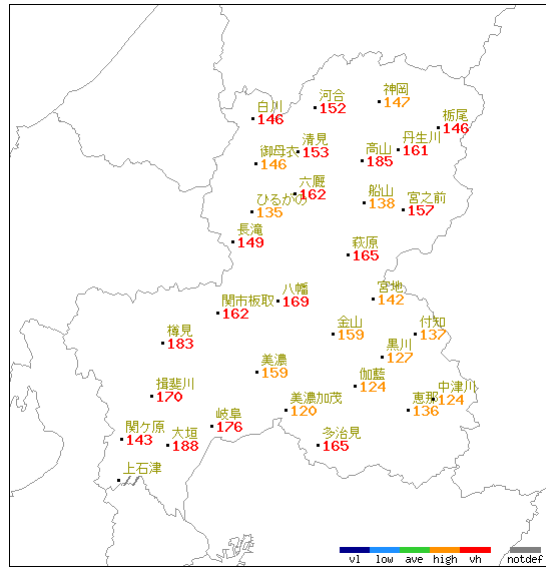 神岡
147
河合
152
白川
146
栃尾
146
丹生川
161
清見
153
高山
185
御母衣
146
六厩
162
船山
138
宮之前
157
ひるがの
135
長滝
149
萩原
165
八幡
169
宮地
142
関市板取
162
金山
159
付知
137
樽見
183
黒川
127
美濃
159
伽藍
124
中津川
124
揖斐川
170
恵那
136
美濃加茂
120
岐阜
176
関ケ原
143
大垣
188
多治見
165
上石津
vl low ave high vh notdef